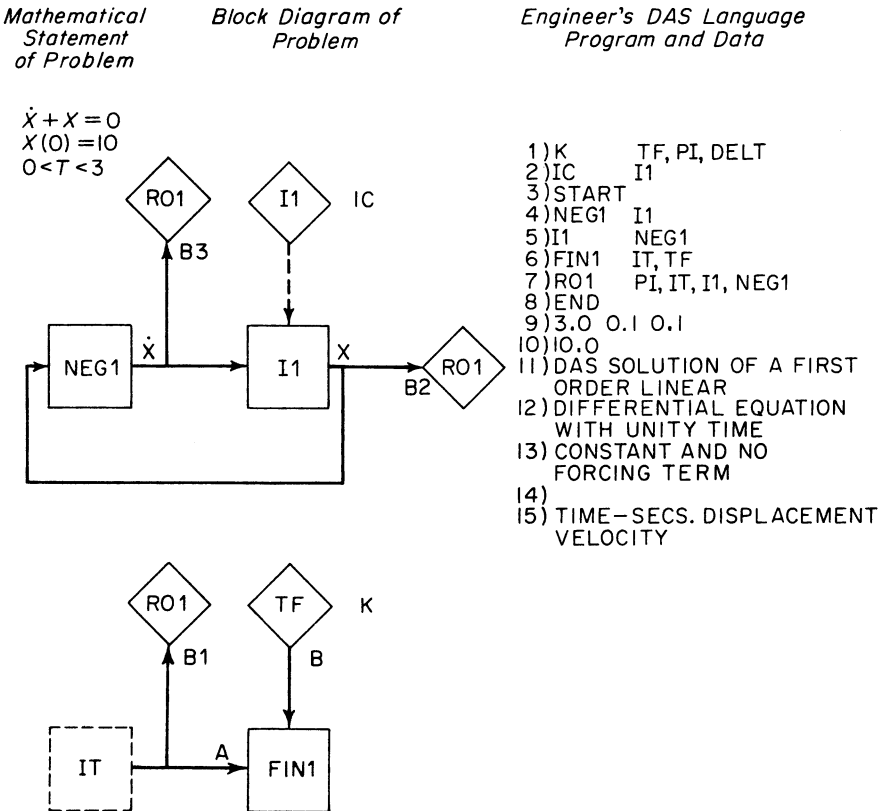 Mathematical
Statement
of Problem
Block Diagram of
Problem
Engineer's DAS Language
Program and Data
Ẋ + X = 0
X(0) = 10
0 < T < 3
RO1
I1
IC
B3
NEG1
Ẋ
I1
X
B2
RO1
RO1
TF
K
B1
B
IT
A
FIN1
1) K TF, PI, DELT
2) IC I1
3) START
4) NEG1 I1
5) I1 NEG1
6) FIN1 IT, TF
7) RO1 PI, IT, I1, NEG1
8) END
9) 3.0 0.1 0.1
10) 10.0
11) DAS SOLUTION OF A FIRST
ORDER LINEAR
12) DIFFERENTIAL EQUATION
WITH UNITY TIME
13) CONSTANT AND NO
FORCING TERM
14)
15) TIME-SECS. DISPLACEMENT
VELOCITY